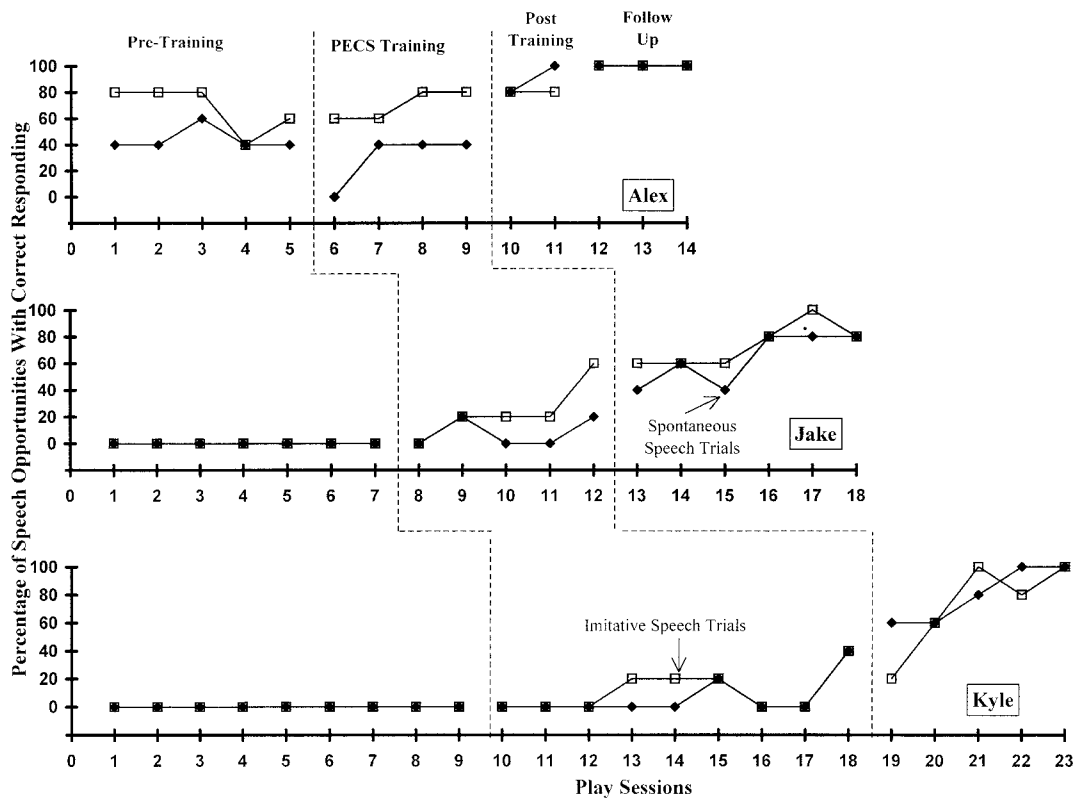 Percentage of Speech Opportunities With Correct Responding
Pre-Training
PECS Training
Post
Training
Follow
Up
100
80
60
40
20
0
Alex
0 1 2 3 4 5 6 7 8 9 10 11 12 13 14
100
80
60
40
20
0
Spontaneous
Speech Trials
Jake
0 1 2 3 4 5 6 7 8 9 10 11 12 13 14 15 16 17 18
100
80
60
40
20
0
Imitative Speech Trials
Kyle
0 1 2 3 4 5 6 7 8 9 10 11 12 13 14 15 16 17 18 19 20 21 22 23
Play Sessions